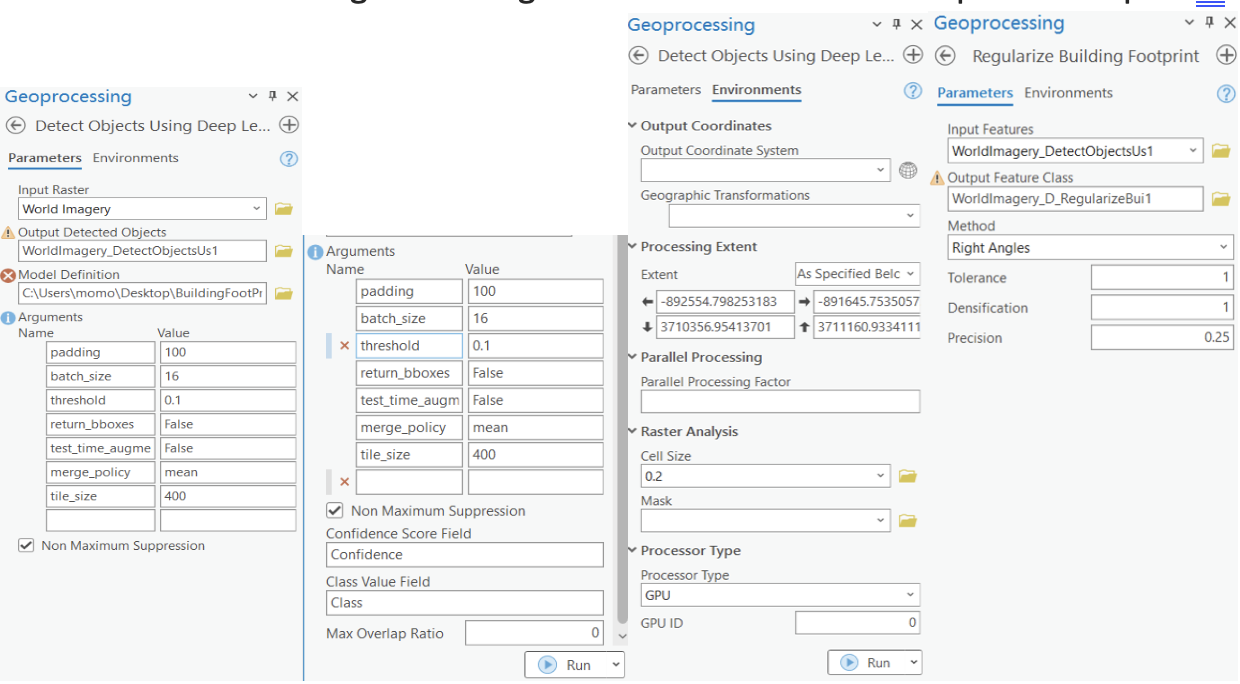 Geoprocessing
Detect Objects Using Deep Le...
Parameters Environments
Input Raster
World Imagery
Output Detected Objects
WorldImagery_DetectObjectsUs1
Model Definition
C:\Users\momo\Desktop\BuildingFootPr
Arguments
Name Value
padding 100
batch_size 16
threshold 0.1
return_bboxes False
test_time_augme False
merge_policy mean
tile_size 400
Non Maximum Suppression
Arguments
Name Value
padding 100
batch_size 16
threshold 0.1
return_bboxes False
test_time_augm False
merge_policy mean
tile_size 400
Non Maximum Suppression
Confidence Score Field
Confidence
Class Value Field
Class
Max Overlap Ratio 0
Run
Geoprocessing
Detect Objects Using Deep Le...
Parameters Environments
Output Coordinates
Output Coordinate System
Geographic Transformations
Processing Extent
Extent As Specified Belc
-892554.798253183 -891645.7535057
3710356.95413701 3711160.9334111
Parallel Processing
Parallel Processing Factor
Raster Analysis
Cell Size
0.2
Mask
Processor Type
Processor Type
GPU
GPU ID 0
Run
Geoprocessing
Regularize Building Footprint
Parameters Environments
Input Features
WorldImagery_DetectObjectsUs1
Output Feature Class
WorldImagery_D_RegularizeBui1
Method
Right Angles
Tolerance 1
Densification 1
Precision 0.25